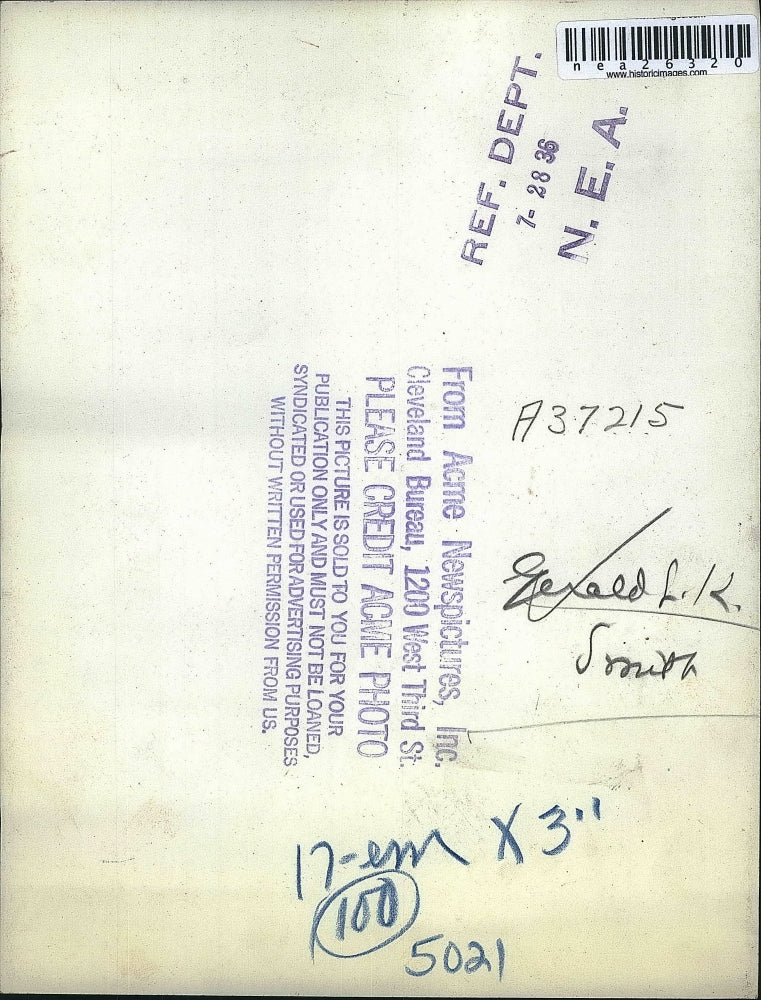 nea26320
www.historicimages.com
REF. DEPT.
7- 28 36
N. E. A.
From Acme Newspictures, Inc.
Cleveland Bureau, 1200 West Third St.
PLEASE CREDIT ACME PHOTO
THIS PICTURE IS SOLD TO YOU FOR YOUR
PUBLICATION ONLY AND MUST NOT BE LOANED,
SYNDICATED OR USED FOR ADVERTISING PURPOSES
WITHOUT WRITTEN PERMISSION FROM US.
A37215
Gerald L.K.
Smith
17-em X 3"
100
5021